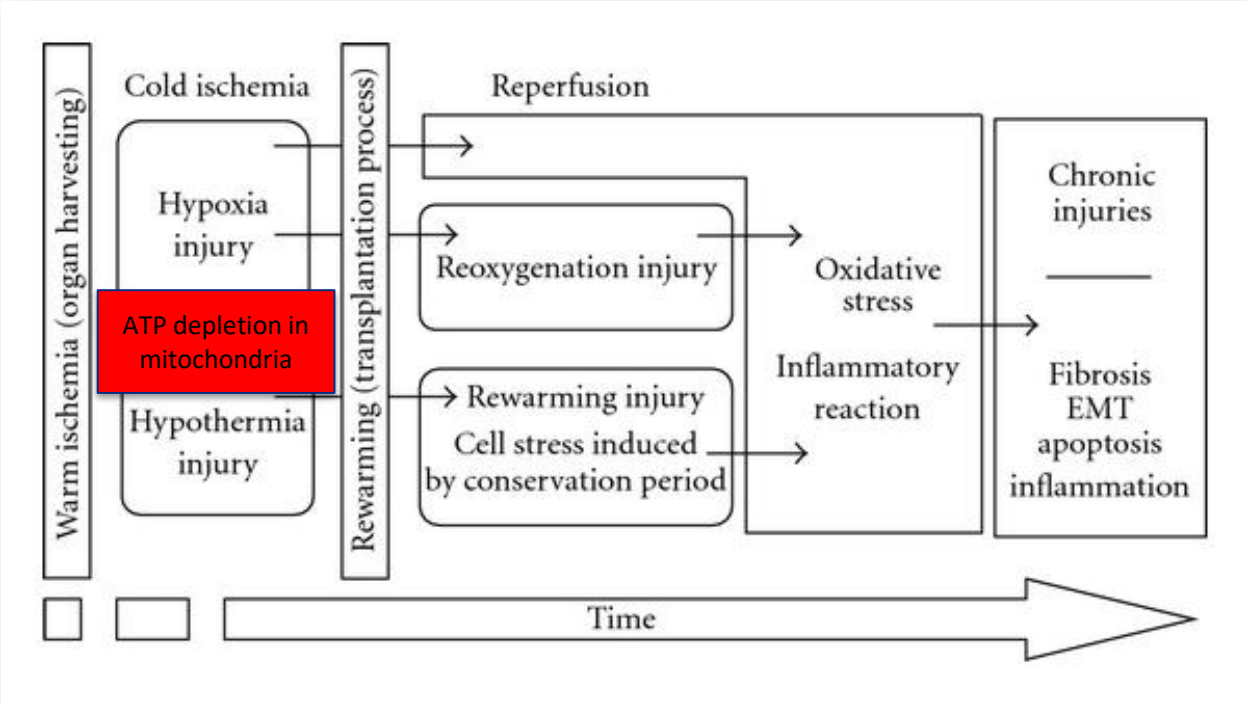 Warm ischemia (organ harvesting)
Cold ischemia
Hypoxia
injury
ATP depletion in
mitochondria
Hypothermia
injury
Rewarming (transplantation process)
Reperfusion
Reoxygenation injury
Rewarming injury
Cell stress induced
by conservation period
Oxidative
stress
Inflammatory
reaction
Chronic
injuries
Fibrosis
EMT
apoptosis
inflammation
Time